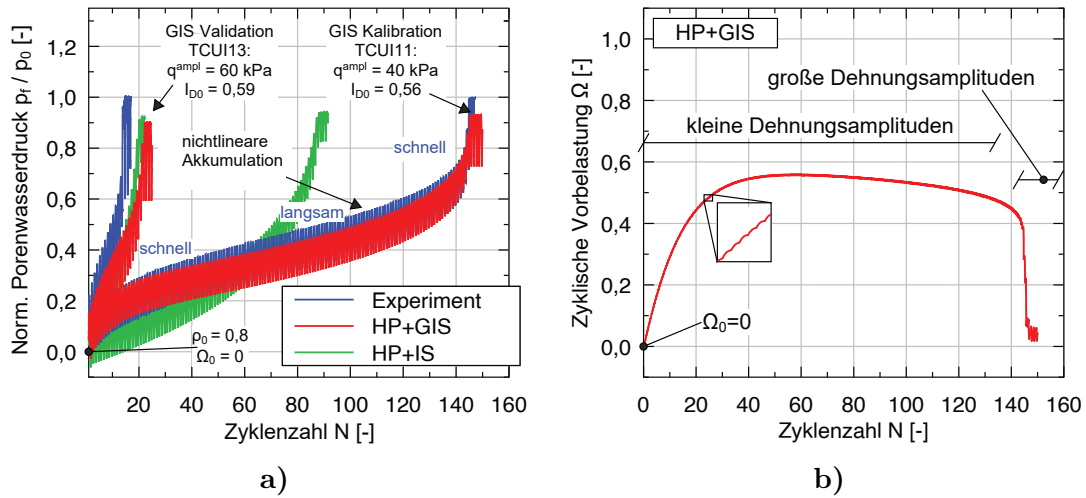 a)
Norm. Porenwasserdruck p_f / p_0 [-]
1,2
1,0
0,8
0,6
0,4
0,2
0,0
GIS Validation
TCUI13:
q^ampl = 60 kPa
I_D0 = 0,59
GIS Kalibration
TCUI11:
q^ampl = 40 kPa
I_D0 = 0,56
nichtlineare
Akkumulation
schnell
langsam
schnell
ρ_0 = 0,8
Ω_0 = 0
Experiment
HP+GIS
HP+IS
20 40 60 80 100 120 140 160
Zyklenzahl N [-]
b)
Zyklische Vorbelastung Ω [-]
1,0
0,8
0,6
0,4
0,2
0,0
HP+GIS
große Dehnungsamplituden
kleine Dehnungsamplituden
Ω_0=0
0 20 40 60 80 100 120 140 160
Zyklenzahl N [-]